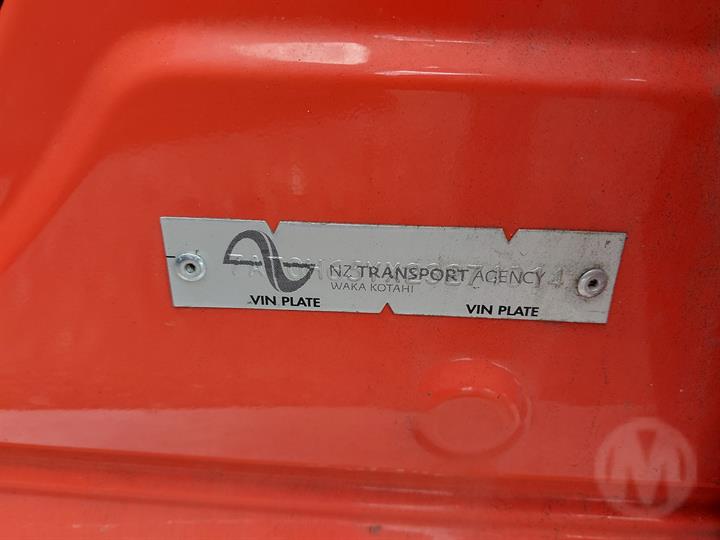 NZ TRANSPORT AGENCY
WAKA KOTAHI
VIN PLATE
VIN PLATE
M